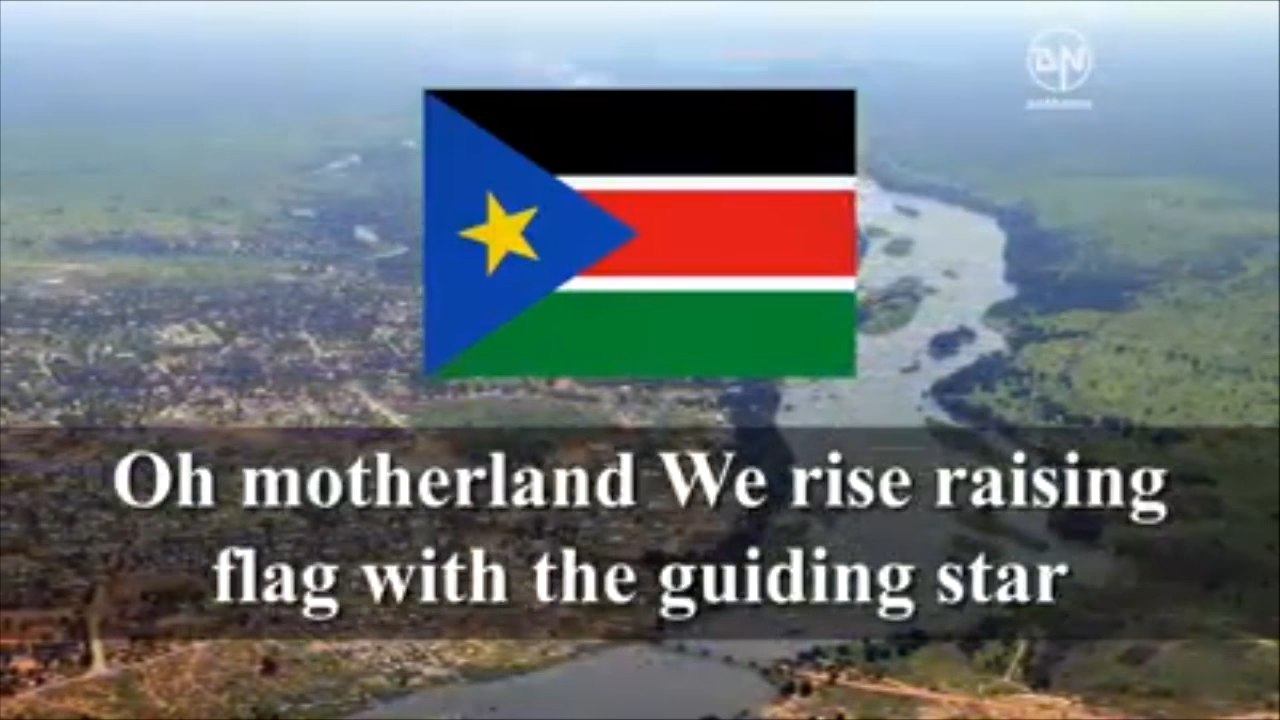 Oh motherland We rise raising
flag with the guiding star